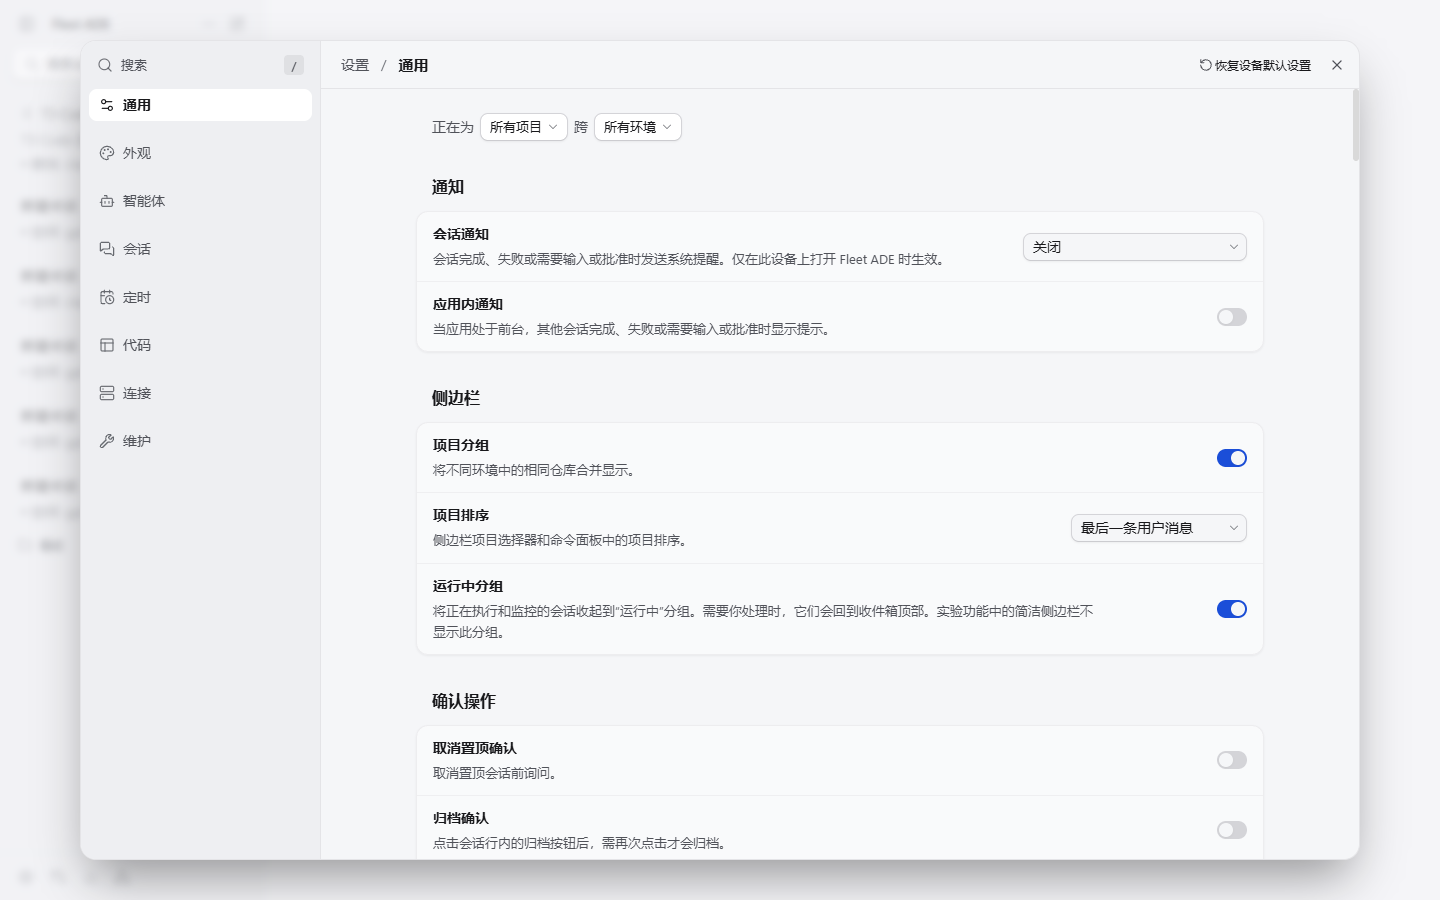 搜索 /
通用
外观
智能体
会话
定时
代码
连接
维护
设置 / 通用
恢复设备默认设置
正在为 所有项目 跨 所有环境
通知
会话通知
会话完成、失败或需要输入或批准时发送系统提醒。仅在此设备上打开 Fleet ADE 时生效。
关闭
应用内通知
当应用处于前台，其他会话完成、失败或需要输入或批准时显示提示。
侧边栏
项目分组
将不同环境中的相同仓库合并显示。
项目排序
侧边栏项目选择器和命令面板中的项目排序。
最后一条用户消息
运行中分组
将正在执行和监控的会话收起到“运行中”分组。需要你处理时，它们会回到收件箱顶部。实验功能中的简洁侧边栏不
显示此分组。
确认操作
取消置顶确认
取消置顶会话前询问。
归档确认
点击会话行内的归档按钮后，需再次点击才会归档。